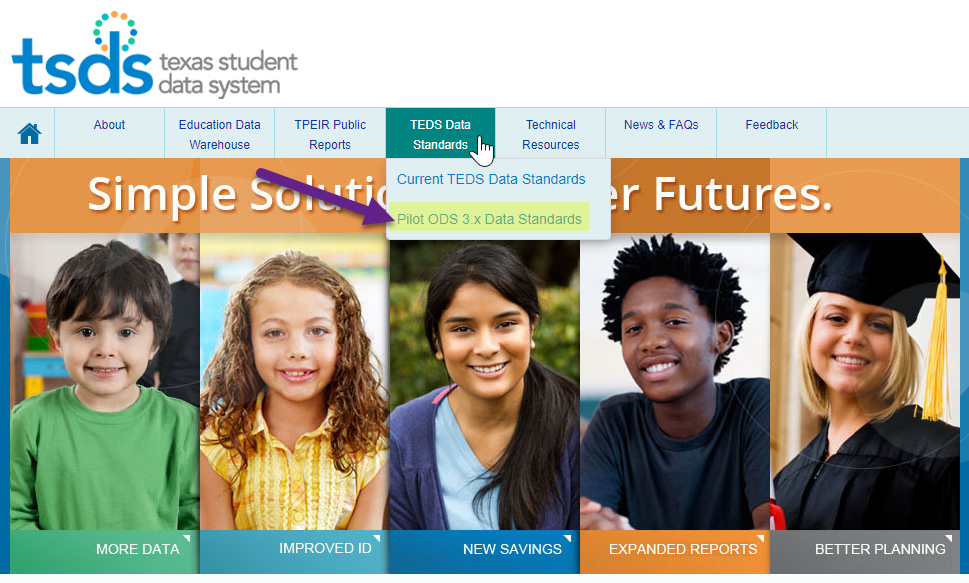 tsds texas student
data system
About
Education Data
Warehouse
TPEIR Public
Reports
TEDS Data
Standards
Technical
Resources
News & FAQs
Feedback
Current TEDS Data Standards
Pilot ODS 3.x Data Standards
Simple er Futures.
MORE DATA
IMPROVED ID
NEW SAVINGS
EXPANDED REPORTS
BETTER PLANNING